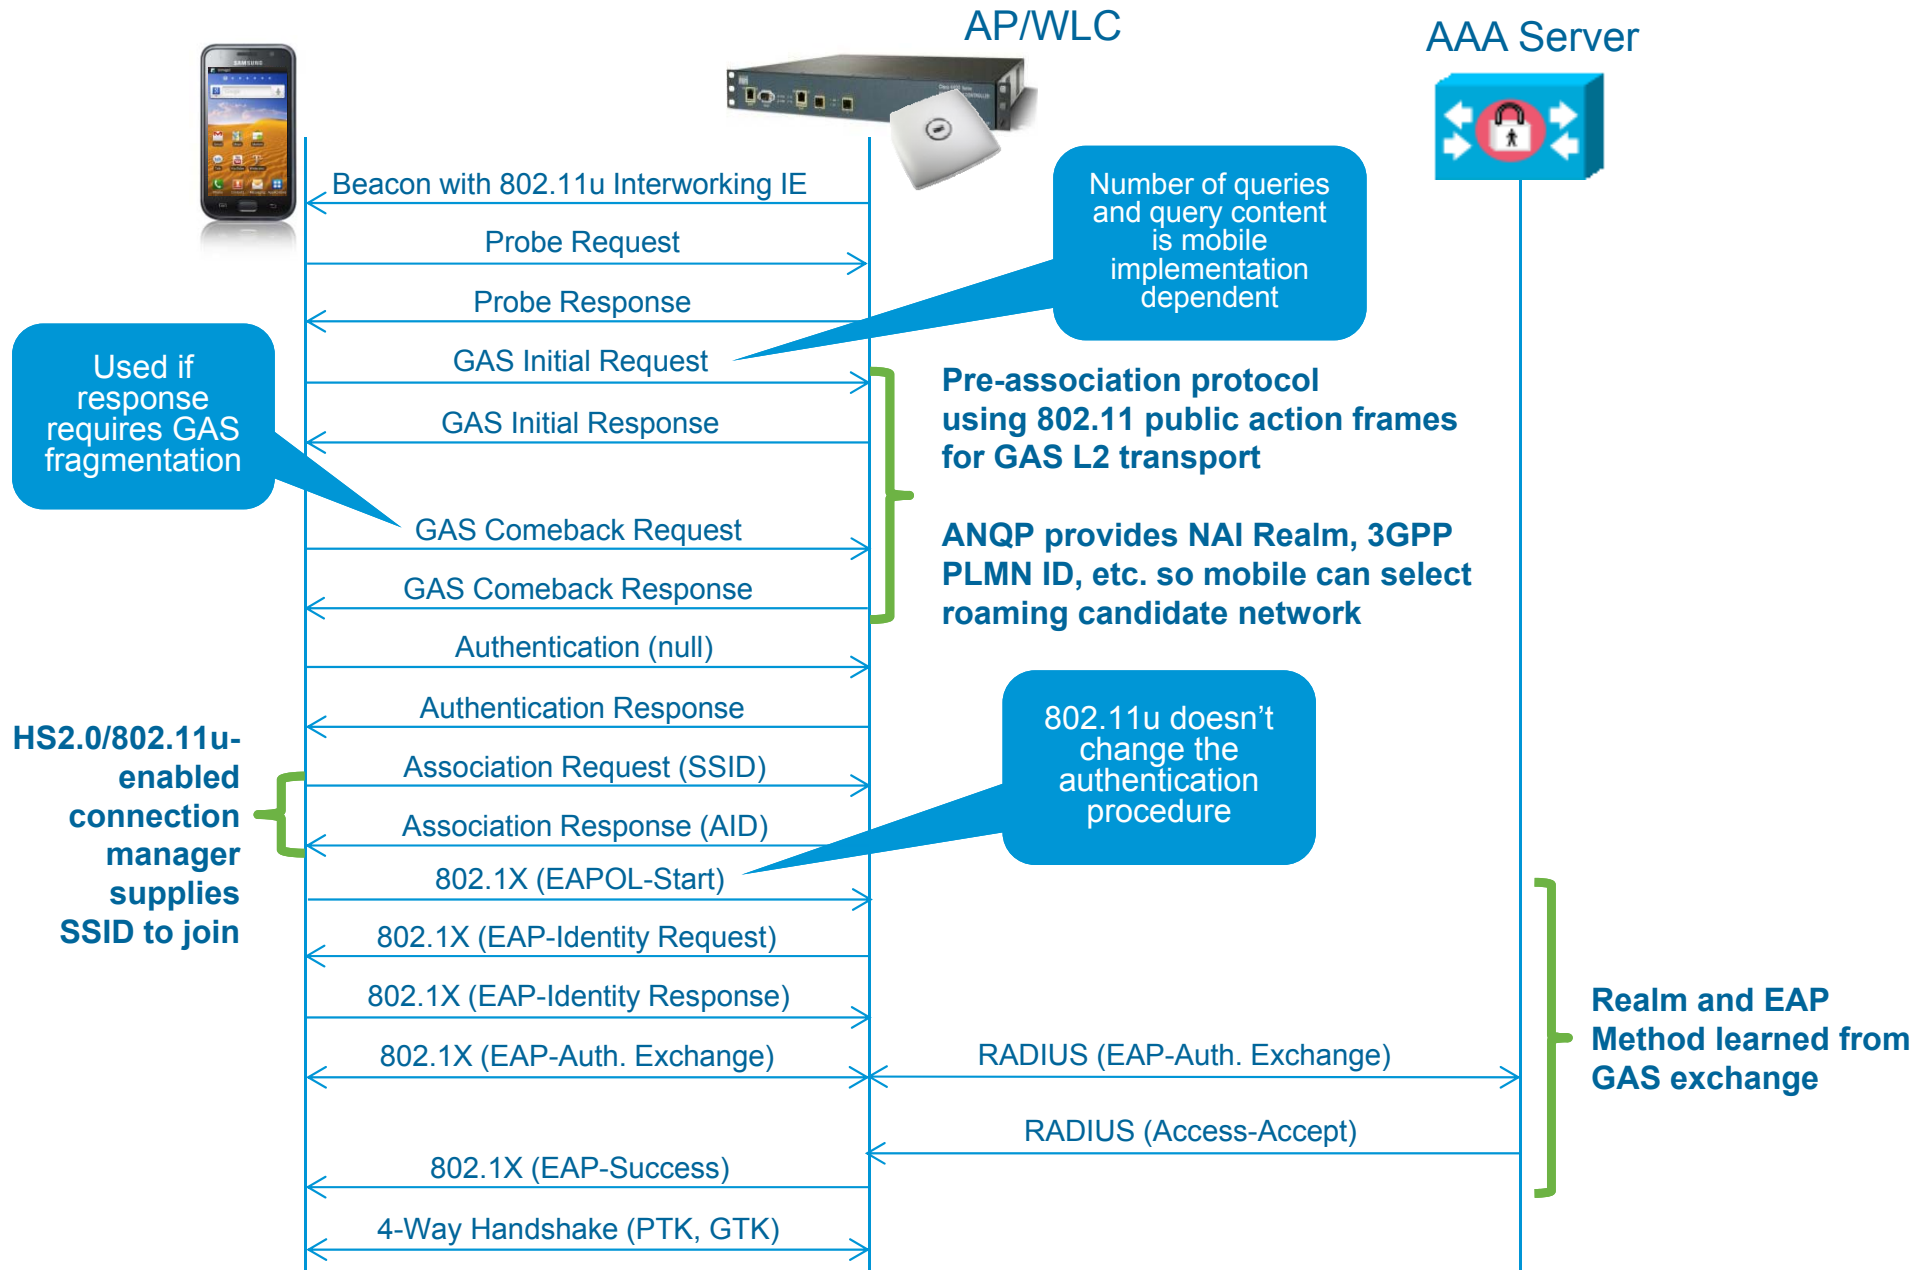 AP/WLC
AAA Server
SAMSUNG
Beacon with 802.11u Interworking IE
Number of queries
and query content
is mobile
implementation
dependent
Probe Request
Probe Response
Used if
response
requires GAS
fragmentation
GAS Initial Request
GAS Initial Response
Pre-association protocol
using 802.11 public action frames
for GAS L2 transport
GAS Comeback Request
GAS Comeback Response
ANQP provides NAI Realm, 3GPP
PLMN ID, etc. so mobile can select
roaming candidate network
Authentication (null)
Authentication Response
802.11u doesn’t
change the
authentication
procedure
HS2.0/802.11u-
enabled
connection
manager
supplies
SSID to join
Association Request (SSID)
Association Response (AID)
802.1X (EAPOL-Start)
802.1X (EAP-Identity Request)
802.1X (EAP-Identity Response)
802.1X (EAP-Auth. Exchange)
RADIUS (EAP-Auth. Exchange)
Realm and EAP
Method learned from
GAS exchange
RADIUS (Access-Accept)
802.1X (EAP-Success)
4-Way Handshake (PTK, GTK)